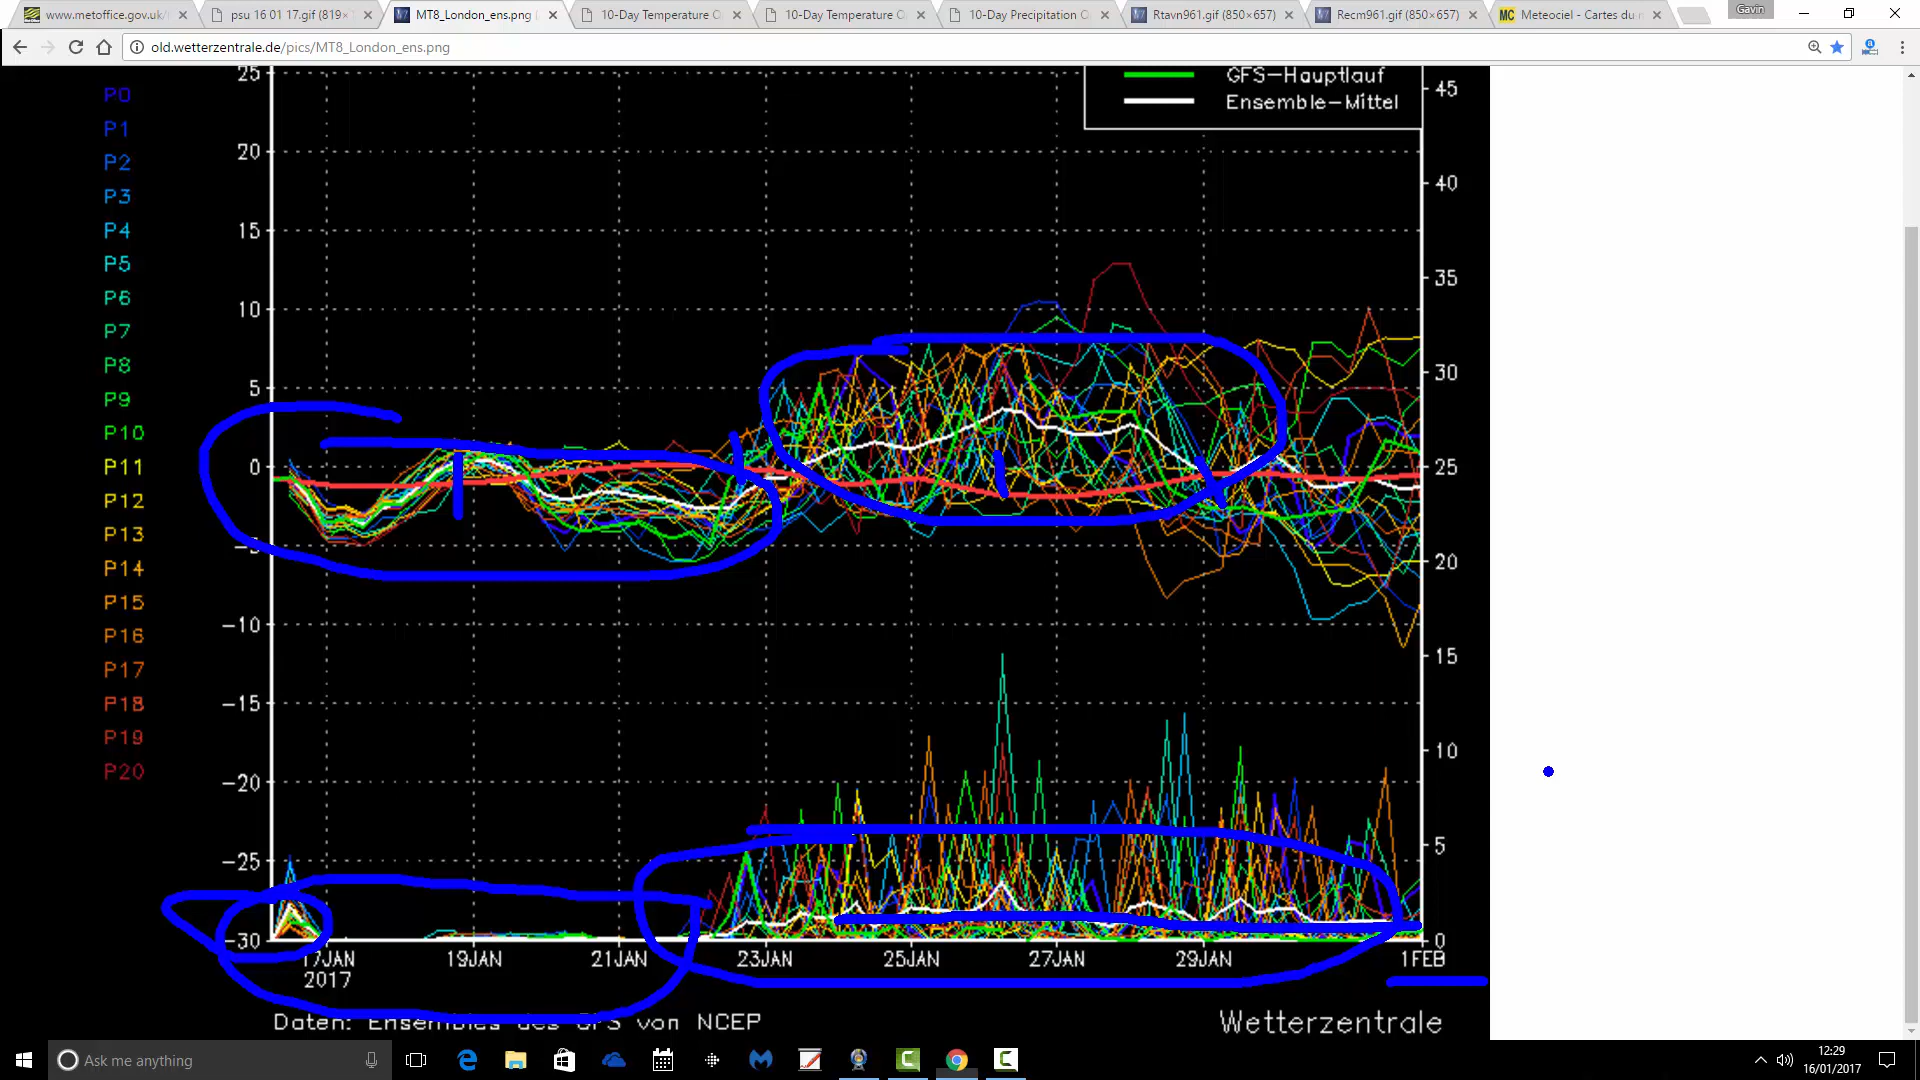 www.metoffice.gov.uk/
psu 16 01 17.gif (819×
MT8_London_ens.png
10-Day Temperature O
10-Day Temperature O
10-Day Precipitation O
Rtavn961.gif (850×657)
Recm961.gif (850×657)
MC Meteociel - Cartes du
Gavin
old.wetterzentrale.de/pics/MT8_London_ens.png
GFS-Hauptlauf
Ensemble-Mittel
P0
P1
P2
P3
P4
P5
P6
P7
P8
P9
P10
P11
P12
P13
P14
P15
P16
P17
P18
P19
P20
25
20
15
10
5
0
-5
-10
-15
-20
-25
-30
45
40
35
30
25
20
15
10
5
0
17JAN 19JAN 21JAN 23JAN 25JAN 27JAN 29JAN 1FEB
2017
Daten: Ensembles des GFS von NCEP
Wetterzentrale
Ask me anything
12:29
16/01/2017